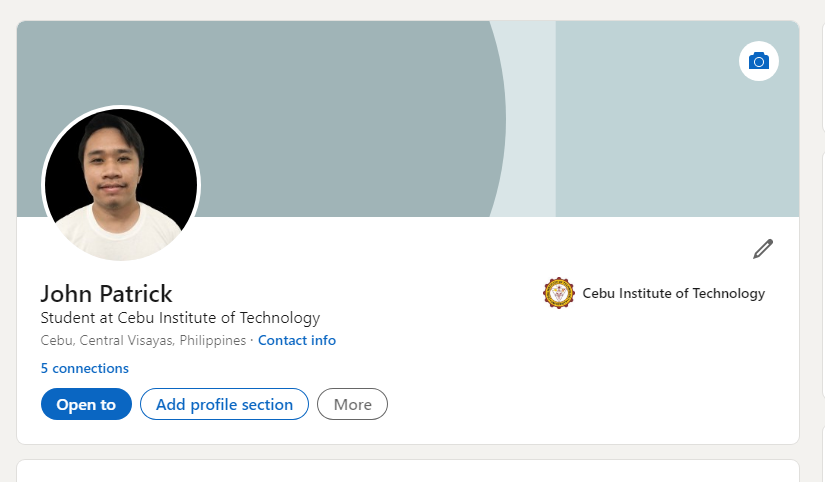 John Patrick
Cebu Institute of Technology
Student at Cebu Institute of Technology
Cebu, Central Visayas, Philippines · Contact info
5 connections
Open to
Add profile section
More